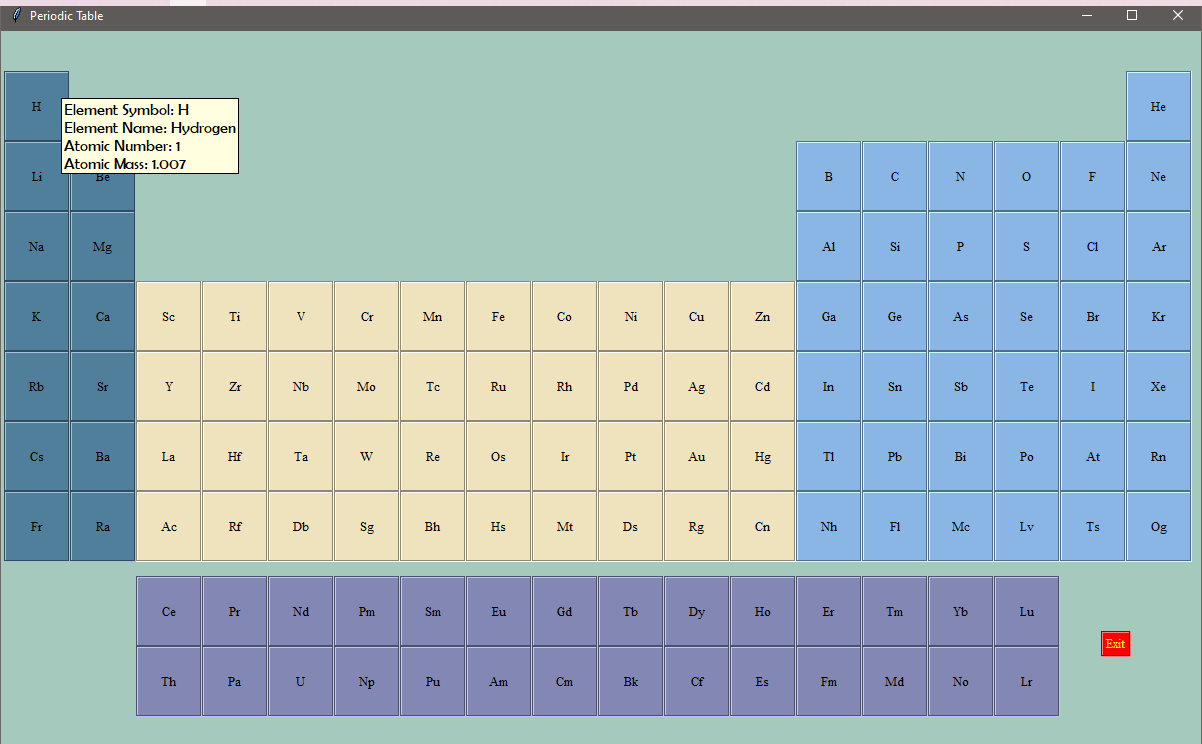 Periodic Table
H He
Element Symbol: H
Element Name: Hydrogen
Atomic Number: 1
Atomic Mass: 1.007
Li Be B C N O F Ne
Na Mg Al Si P S Cl Ar
K Ca Sc Ti V Cr Mn Fe Co Ni Cu Zn Ga Ge As Se Br Kr
Rb Sr Y Zr Nb Mo Tc Ru Rh Pd Ag Cd In Sn Sb Te I Xe
Cs Ba La Hf Ta W Re Os Ir Pt Au Hg Tl Pb Bi Po At Rn
Fr Ra Ac Rf Db Sg Bh Hs Mt Ds Rg Cn Nh Fl Mc Lv Ts Og
Ce Pr Nd Pm Sm Eu Gd Tb Dy Ho Er Tm Yb Lu
Exit
Th Pa U Np Pu Am Cm Bk Cf Es Fm Md No Lr